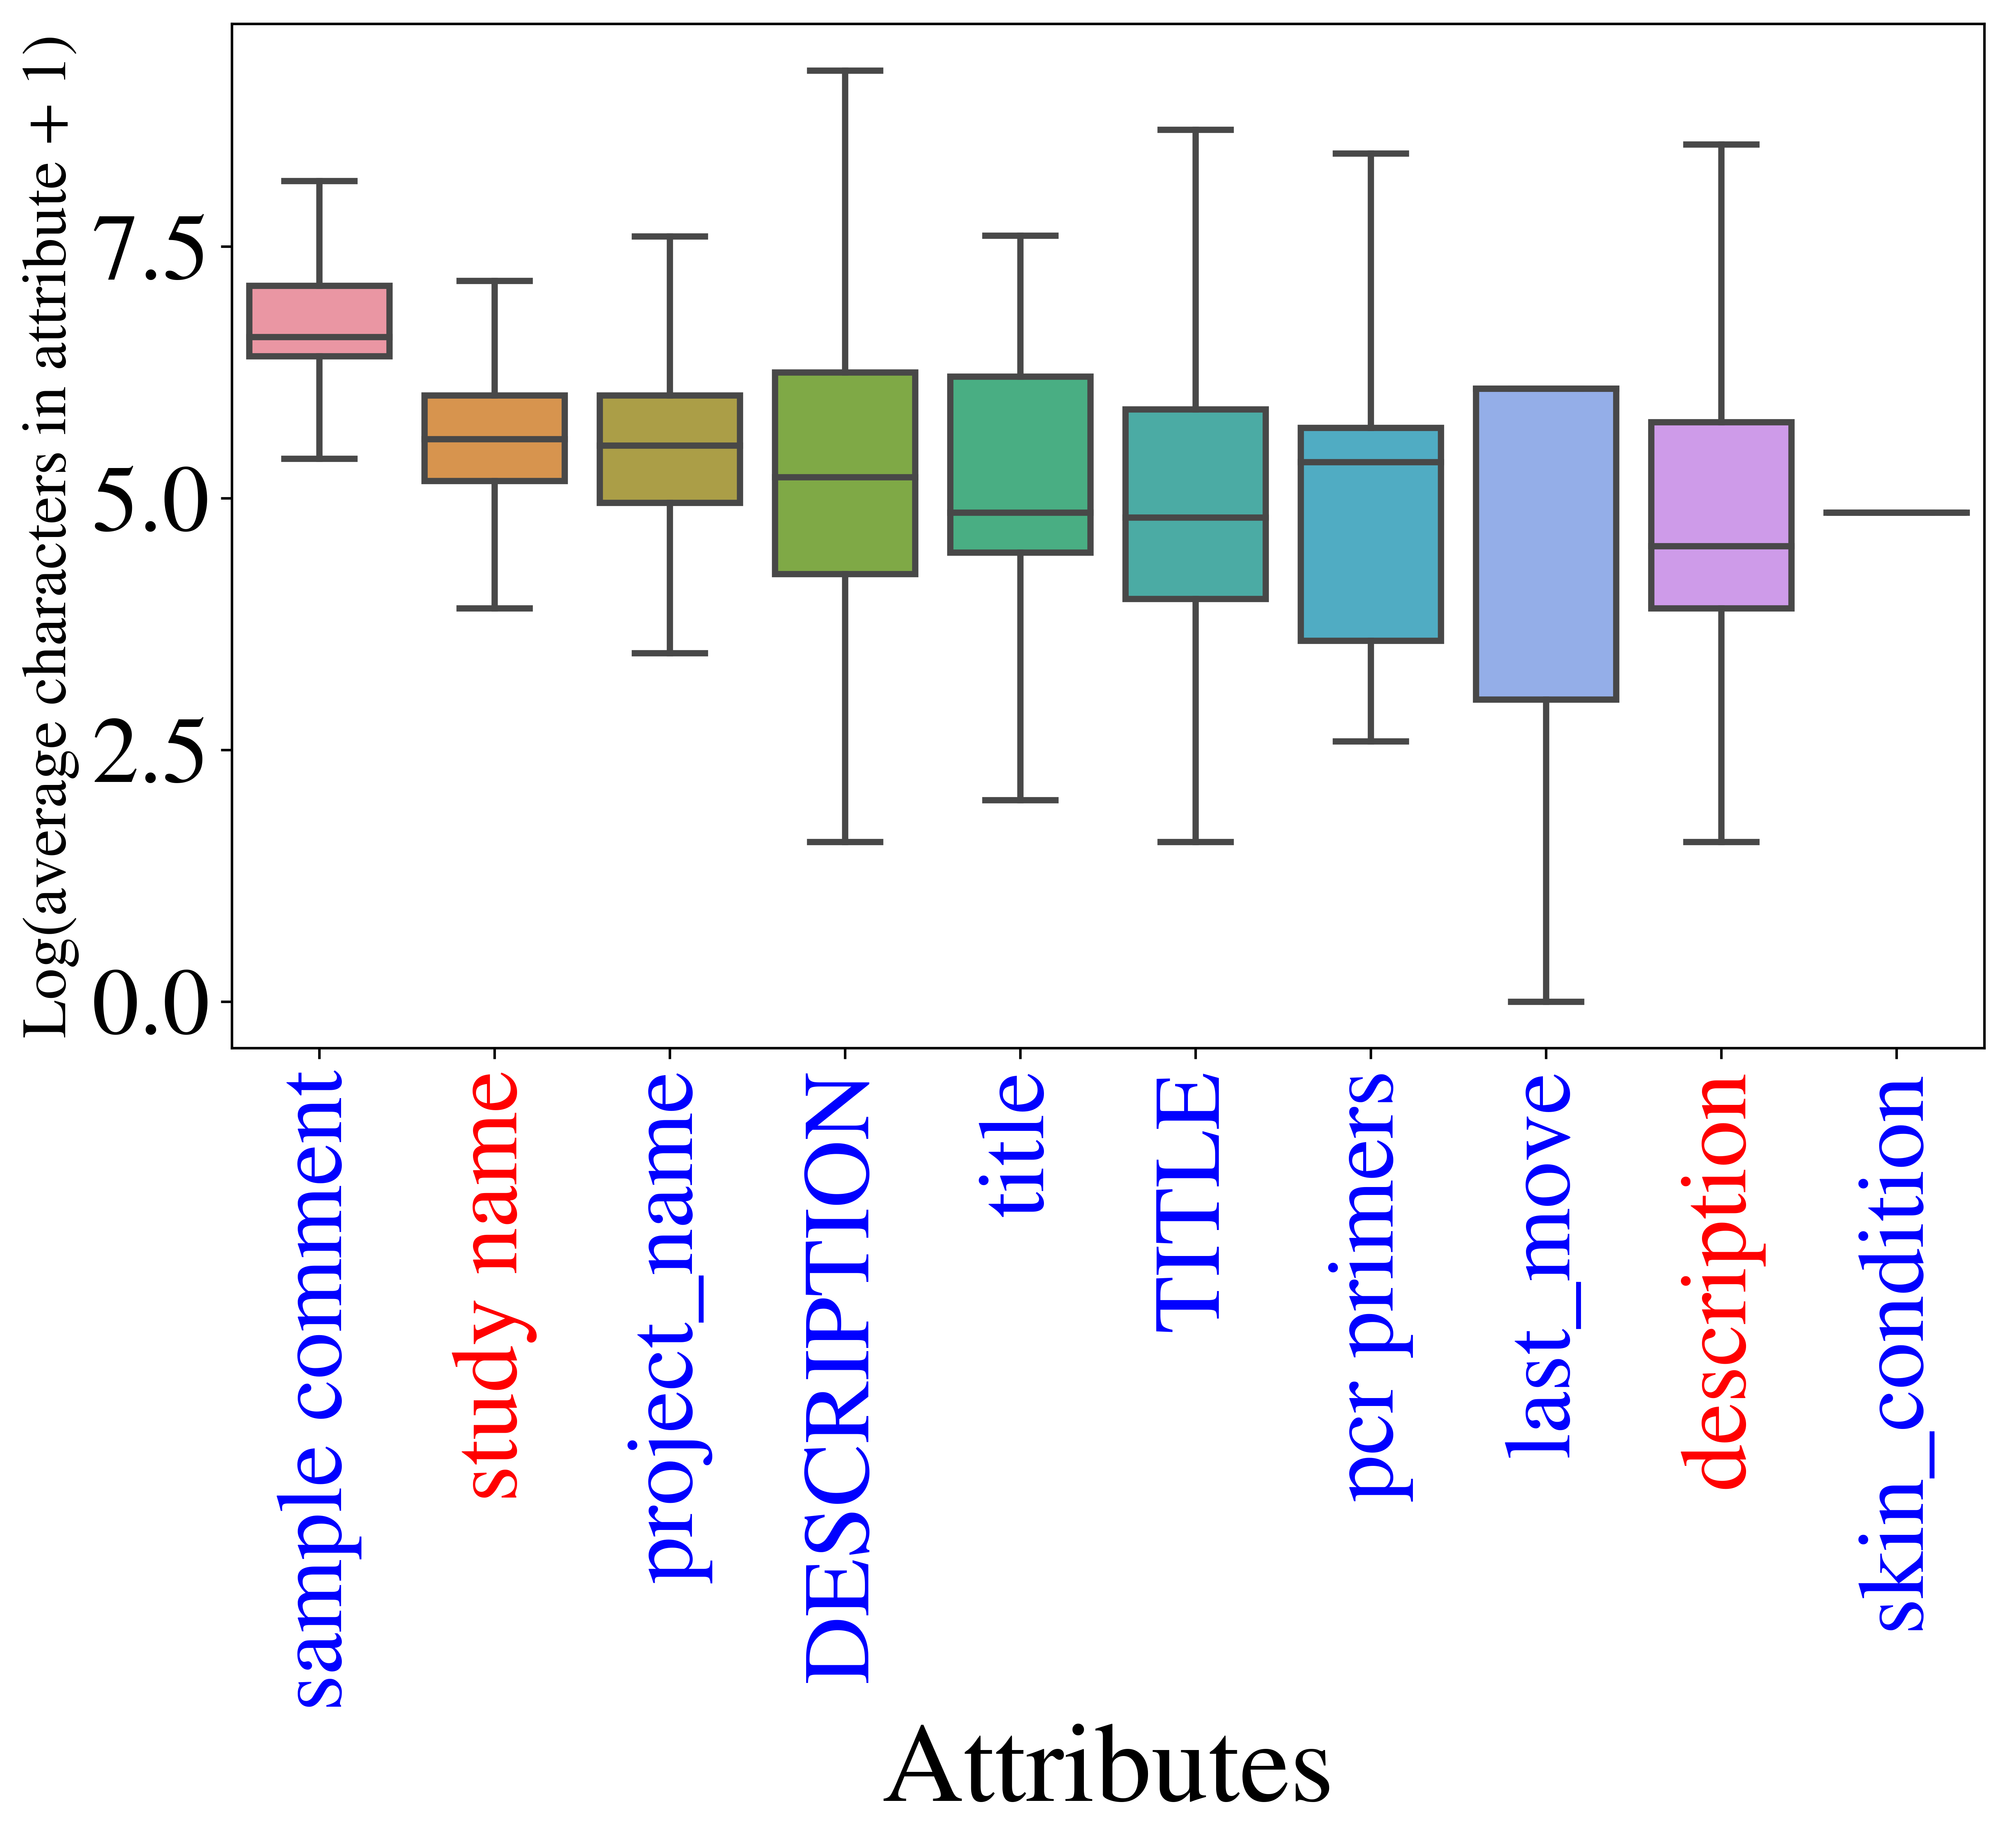 Log(average characters in attribute + 1)
7.5
5.0
2.5
0.0
sample comment
study name
project_name
DESCRIPTION
title
TITLE
pcr primers
last_move
description
skin_condition
Attributes